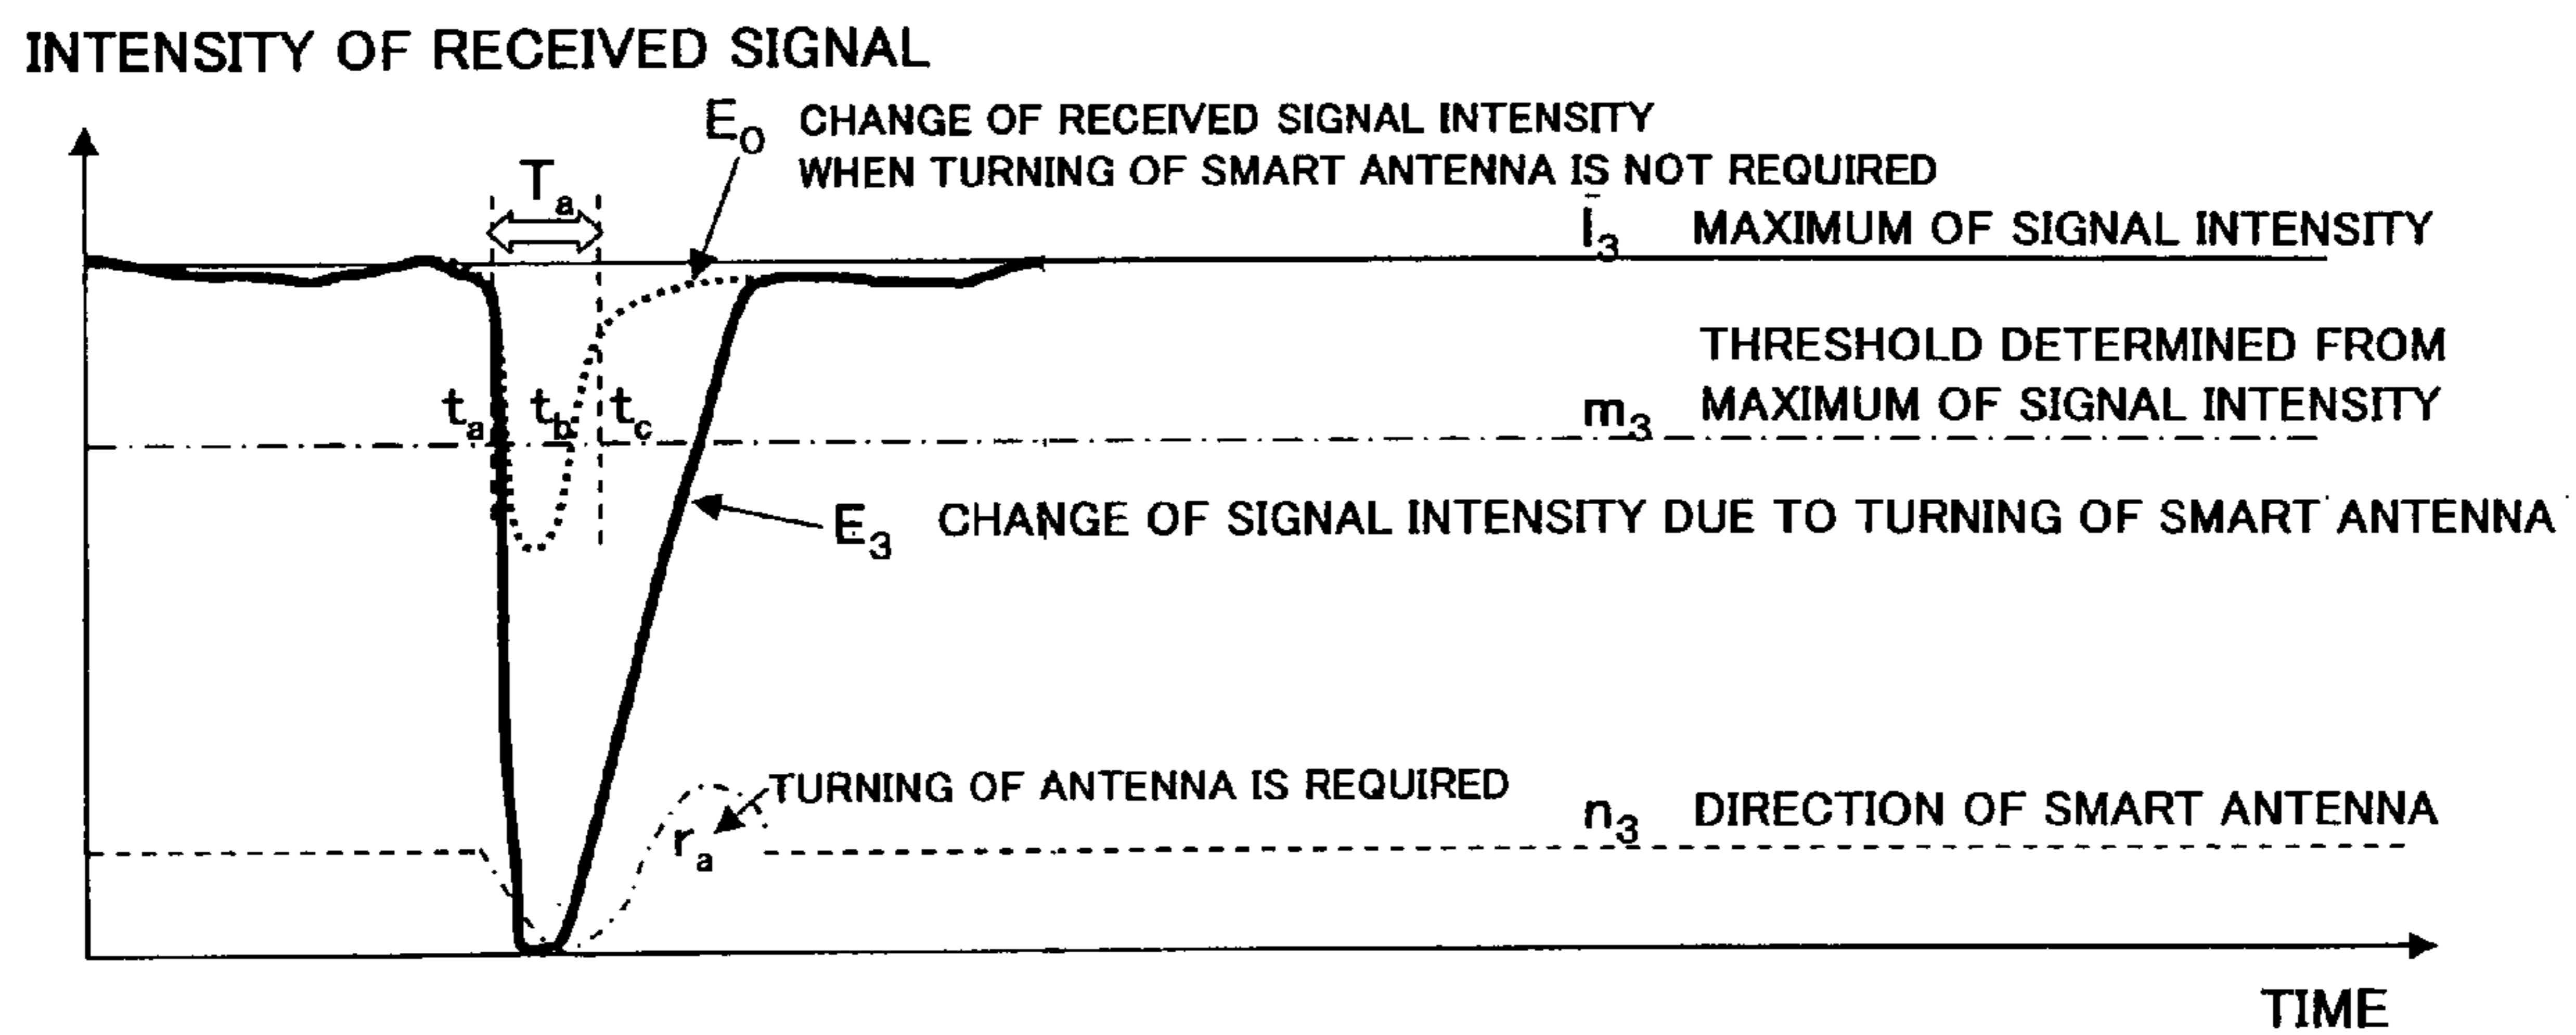 INTENSITY OF RECEIVED SIGNAL
E0 CHANGE OF RECEIVED SIGNAL INTENSITY
WHEN TURNING OF SMART ANTENNA IS NOT REQUIRED
Ta
l3 MAXIMUM OF SIGNAL INTENSITY
THRESHOLD DETERMINED FROM
m3 MAXIMUM OF SIGNAL INTENSITY
ta tb tc
E3 CHANGE OF SIGNAL INTENSITY DUE TO TURNING OF SMART ANTENNA
TURNING OF ANTENNA IS REQUIRED
ra
n3 DIRECTION OF SMART ANTENNA
TIME